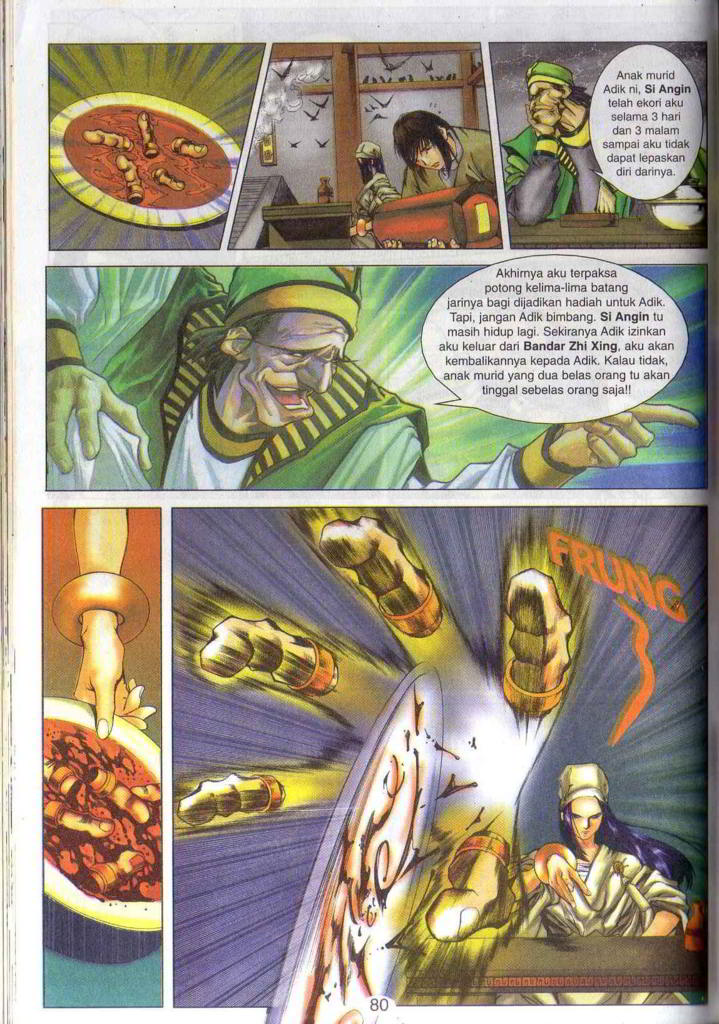 Anak murid
Adik ni, Si Angin
telah ekori aku
selama 3 hari
dan 3 malam
sampai aku tidak
dapat lepaskan
diri darinya.
Akhirnya aku terpaksa
potong kelima-lima batang
jarinya bagi dijadikan hadiah untuk Adik.
Tapi, jangan Adik bimbang. Si Angin tu
masih hidup lagi. Sekiranya Adik izinkan
aku keluar dari Bandar Zhi Xing, aku akan
kembalikannya kepada Adik. Kalau tidak,
anak murid yang dua belas orang tu akan
tinggal sebelas orang saja!!
FRUNG
80